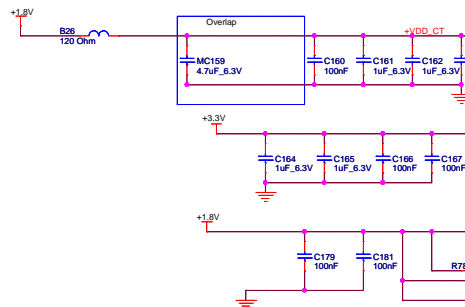 +1.8V
Overlap
B26
120 Ohm
+VDD_CT
MC159
4.7uF_6.3V
C160
100nF
C161
1uF_6.3V
C162
1uF_6.3V
+3.3V
C164
1uF_6.3V
C165
1uF_6.3V
C166
100nF
C167
100nF
+1.8V
C179
100nF
C181
100nF
R78